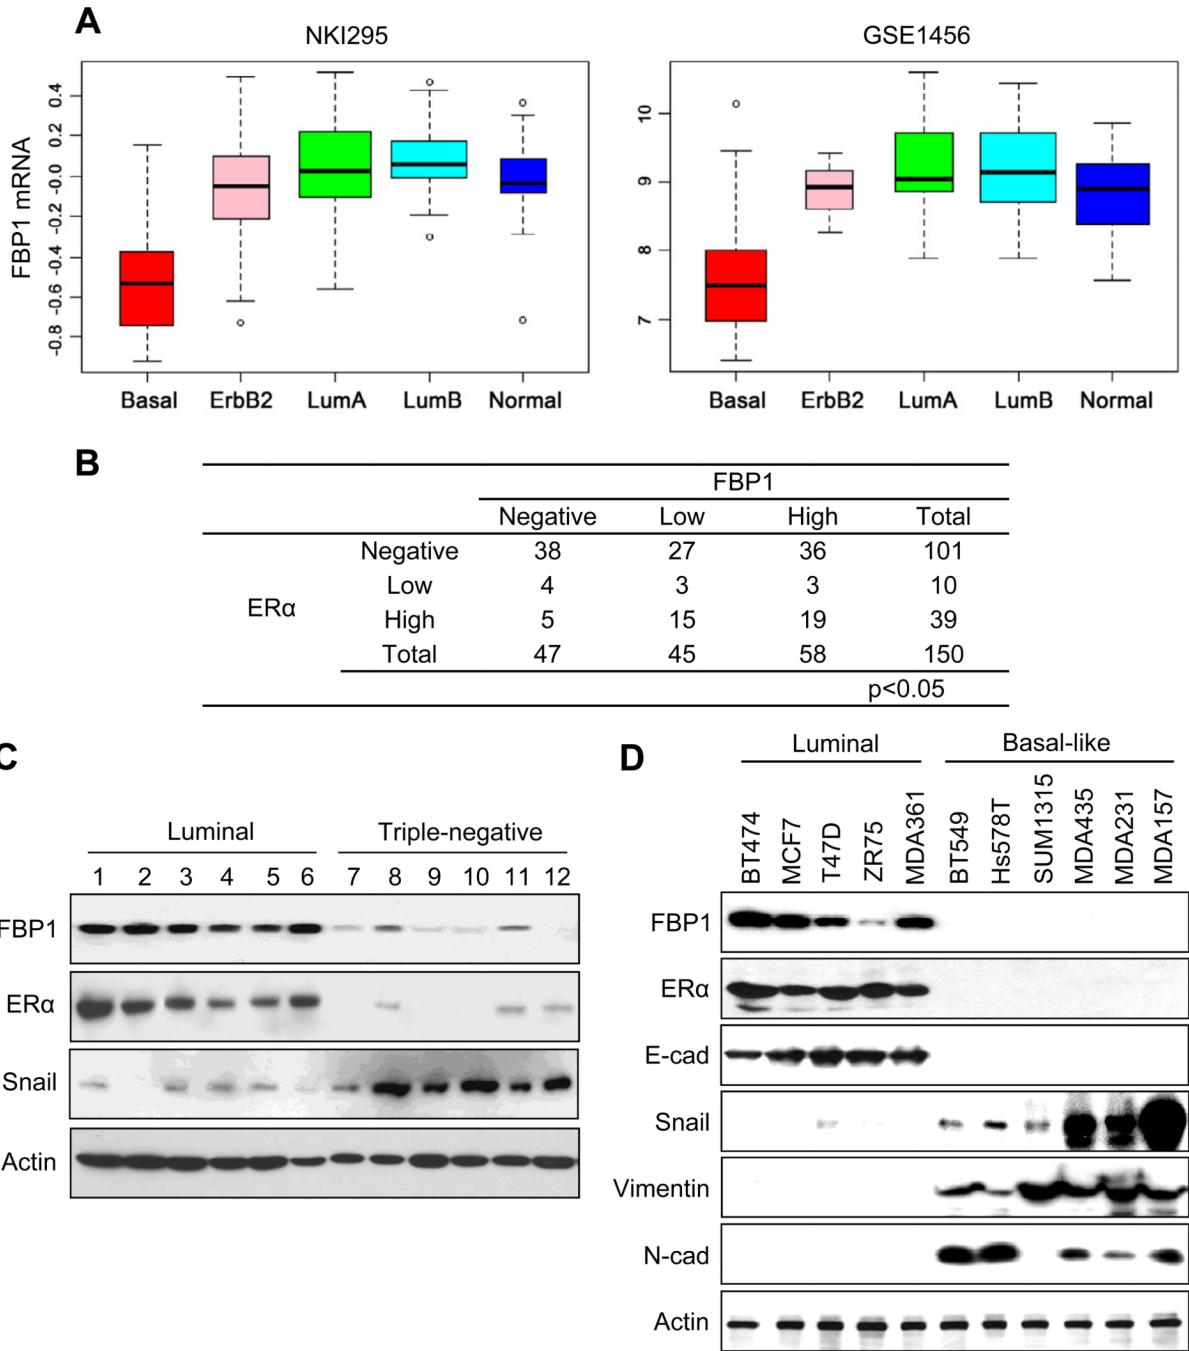 A
NKI295
GSE1456
FBP1 mRNA
0.4
0.2
-0.0
-0.2
-0.4
-0.6
-0.8
Basal ErbB2 LumA LumB Normal
10
9
8
7
Basal ErbB2 LumA LumB Normal
B
FBP1
Negative Low High Total
ERα
Negative 38 27 36 101
Low 4 3 3 10
High 5 15 19 39
Total 47 45 58 150
p<0.05
C
Luminal Triple-negative
1 2 3 4 5 6 7 8 9 10 11 12
FBP1
ERα
Snail
Actin
D
Luminal Basal-like
BT474 MCF7 T47D ZR75 MDA361 BT549 Hs578T SUM1315 MDA435 MDA231 MDA157
FBP1
ERα
E-cad
Snail
Vimentin
N-cad
Actin